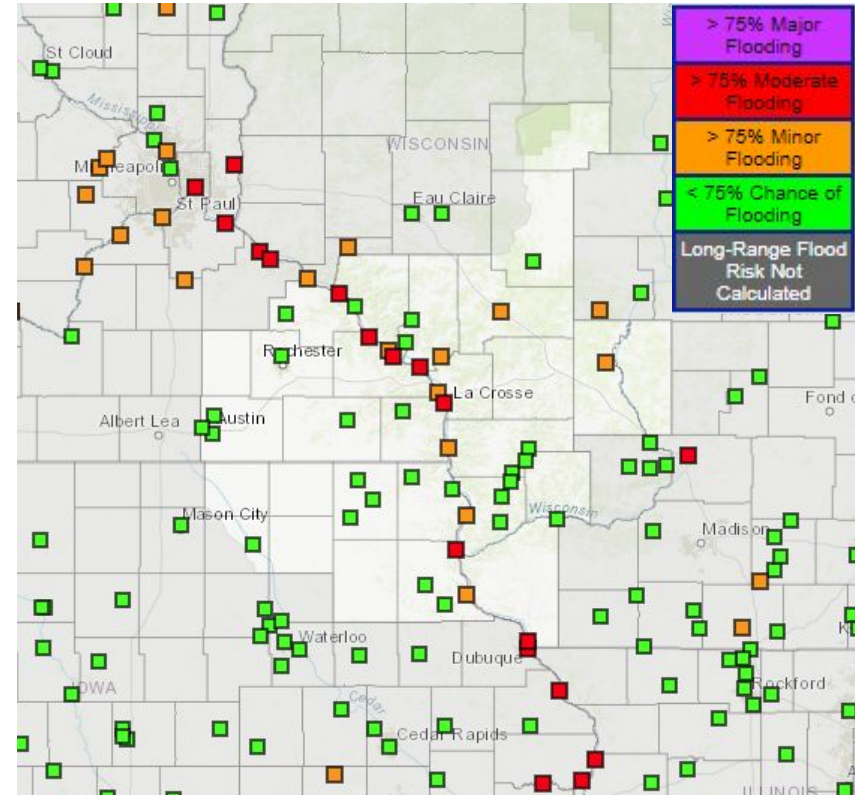 > 75% Major
Flooding
> 75% Moderate
Flooding
> 75% Minor
Flooding
< 75% Chance of
Flooding
Long-Range Flood
Risk Not
Calculated
St Cloud
Mississippi
WISCONSIN
St Paul
Eau Claire
Rochester
La Crosse
Fond
Albert Lea
Austin
Mason City
Wisconsin
Madison
Waterloo
Dubuque
IOWA
Rockford
Cedar
Cedar Rapids
ILLINOIS